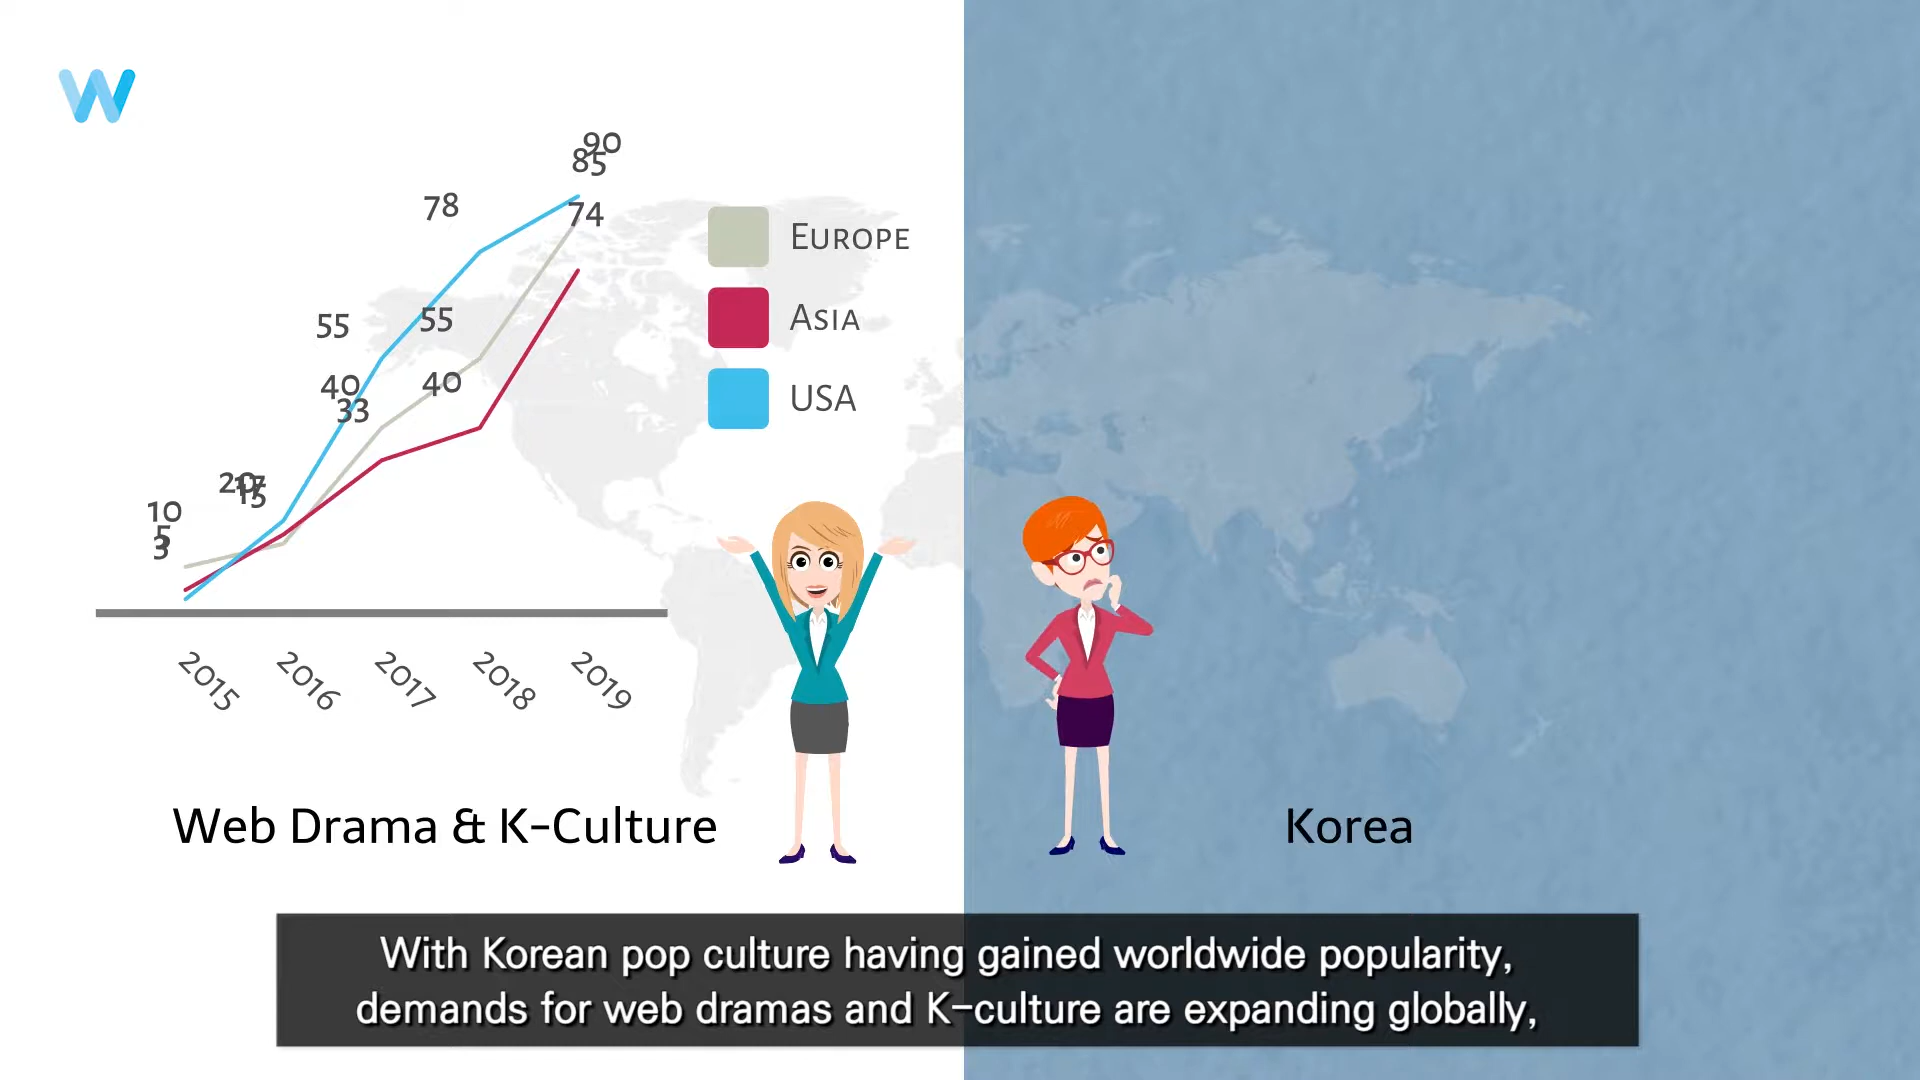 W
90
85
78
74
55
55
40
40
33
20
17
15
10
5
3
EUROPE
ASIA
USA
2015
2016
2017
2018
2019
Web Drama & K-Culture
Korea
With Korean pop culture having gained worldwide popularity,
demands for web dramas and K-culture are expanding globally,